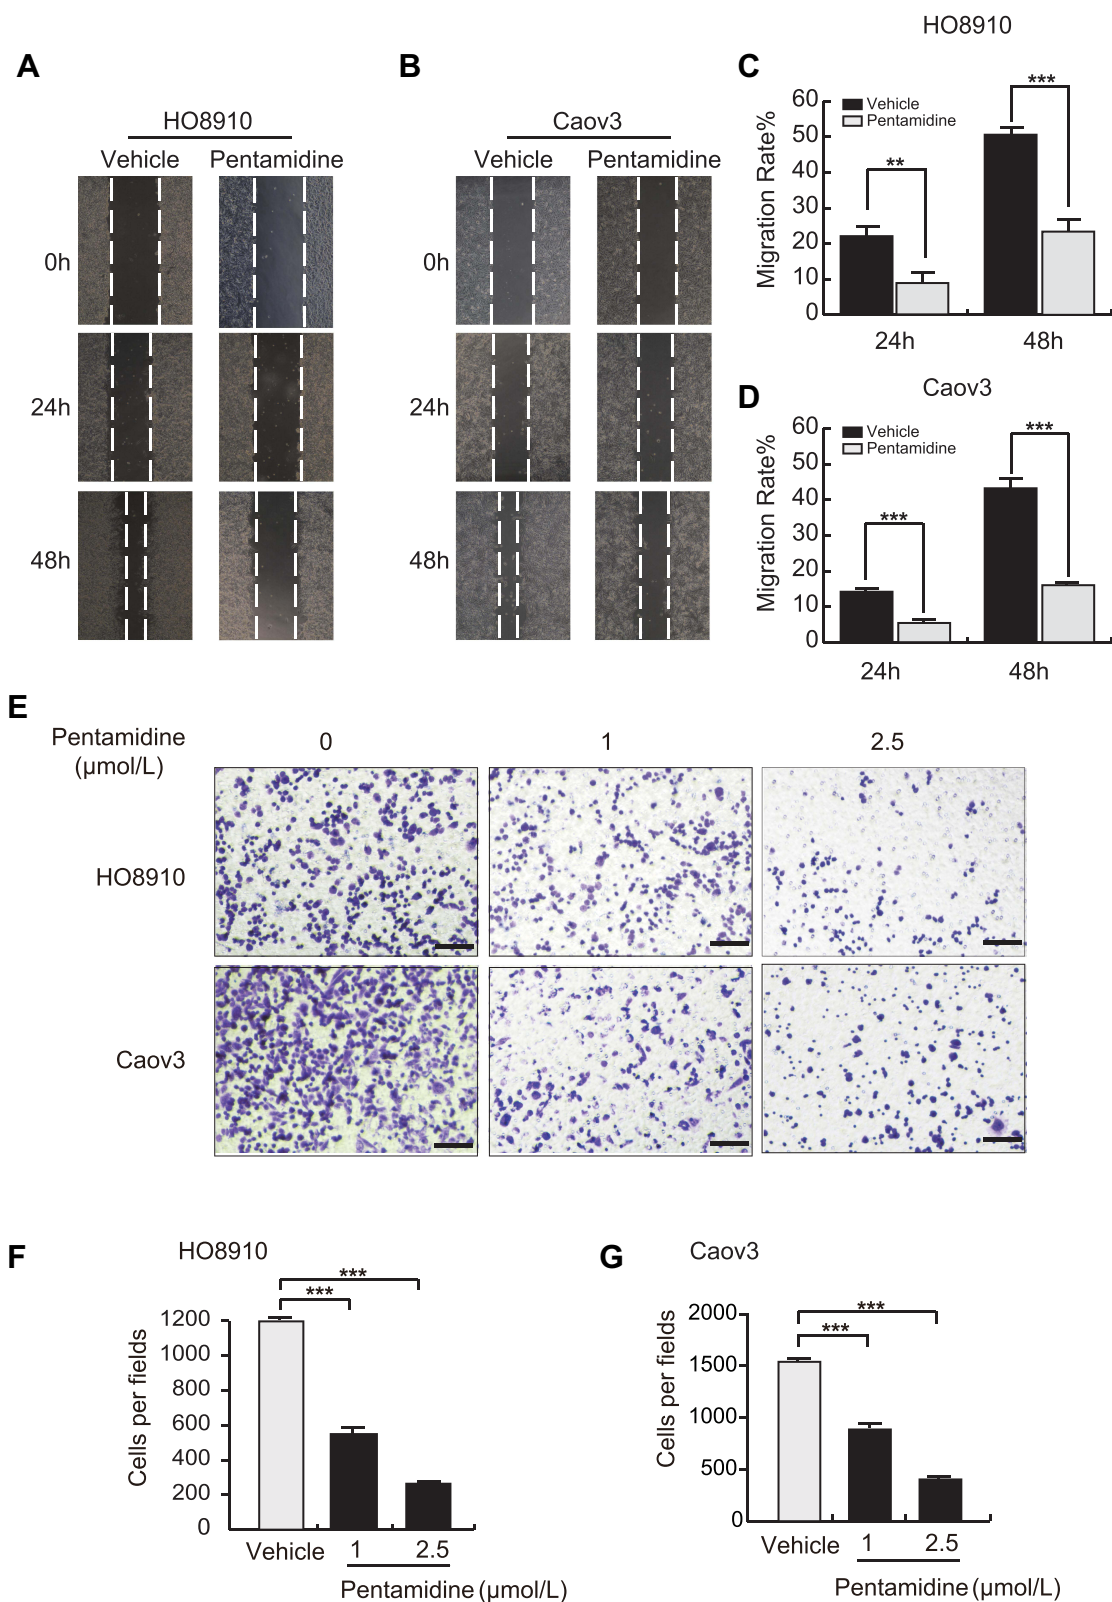 A
HO8910
Vehicle Pentamidine
0h
24h
48h
B
Caov3
Vehicle Pentamidine
0h
24h
48h
C
HO8910
Vehicle
Pentamidine
Migration Rate%
60
50
40
30
20
10
0
** ***
24h 48h
D
Caov3
Vehicle
Pentamidine
Migration Rate%
60
50
40
30
20
10
0
*** ***
24h 48h
E
Pentamidine
(μmol/L)
0 1 2.5
HO8910
Caov3
F
HO8910
Cells per fields
1200
1000
800
600
400
200
0
***
***
Vehicle 1 2.5
Pentamidine (μmol/L)
G
Caov3
Cells per fields
2000
1500
1000
500
0
***
***
Vehicle 1 2.5
Pentamidine (μmol/L)